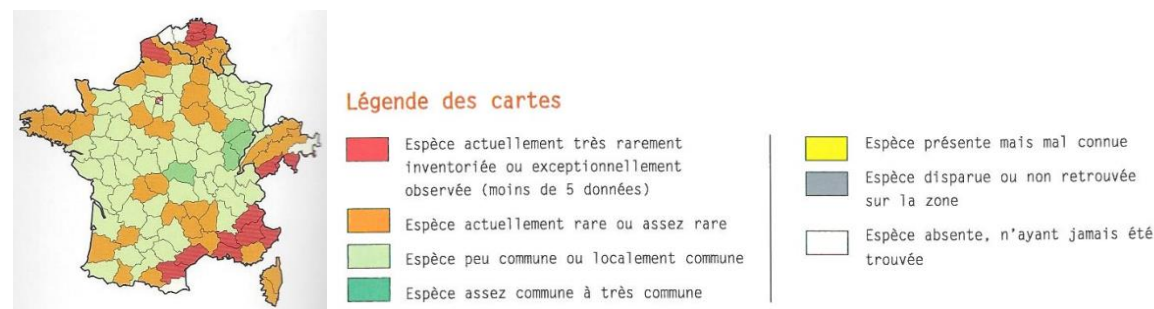 Légende des cartes
Espèce actuellement très rarement
inventoriée ou exceptionnellement
observée (moins de 5 données)
Espèce actuellement rare ou assez rare
Espèce peu commune ou localement commune
Espèce assez commune à très commune
Espèce présente mais mal connue
Espèce disparue ou non retrouvée
sur la zone
Espèce absente, n'ayant jamais été
trouvée